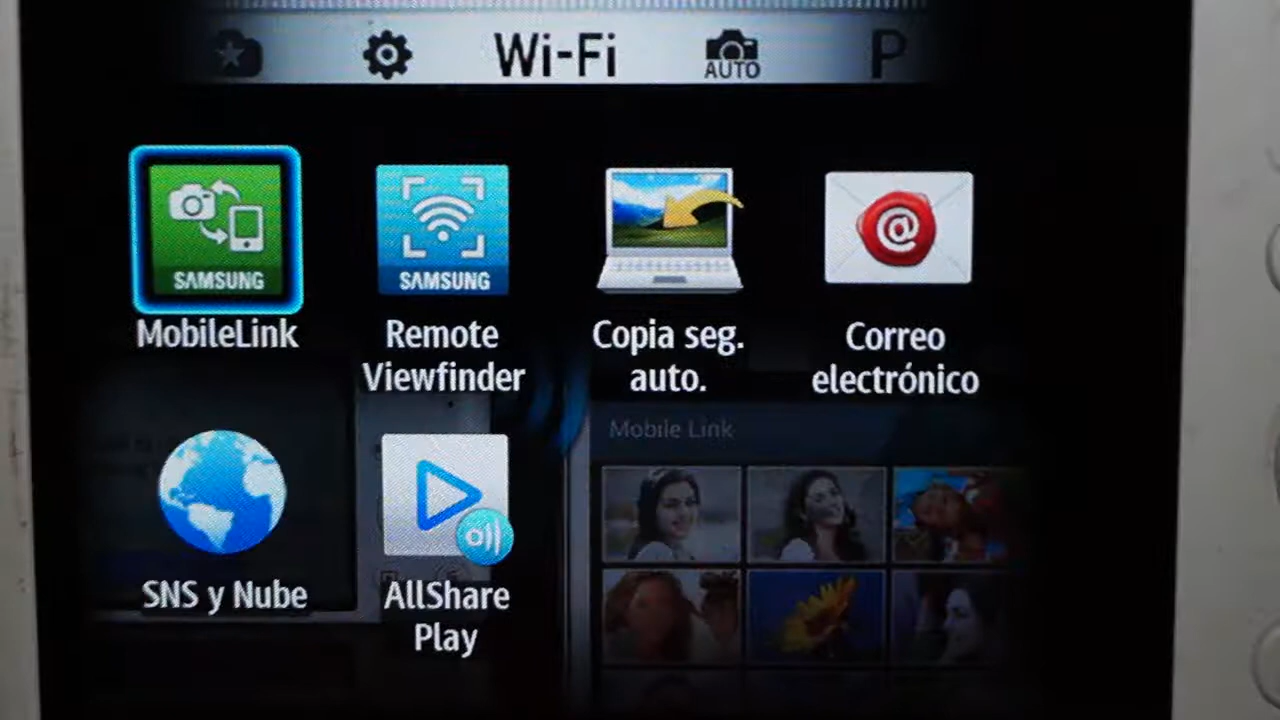 Wi-Fi
AUTO
P
SAMSUNG
SAMSUNG
@
MobileLink
Remote
Viewfinder
Copia seg.
auto.
Correo
electrónico
Mobile Link
SNS y Nube
AllShare
Play